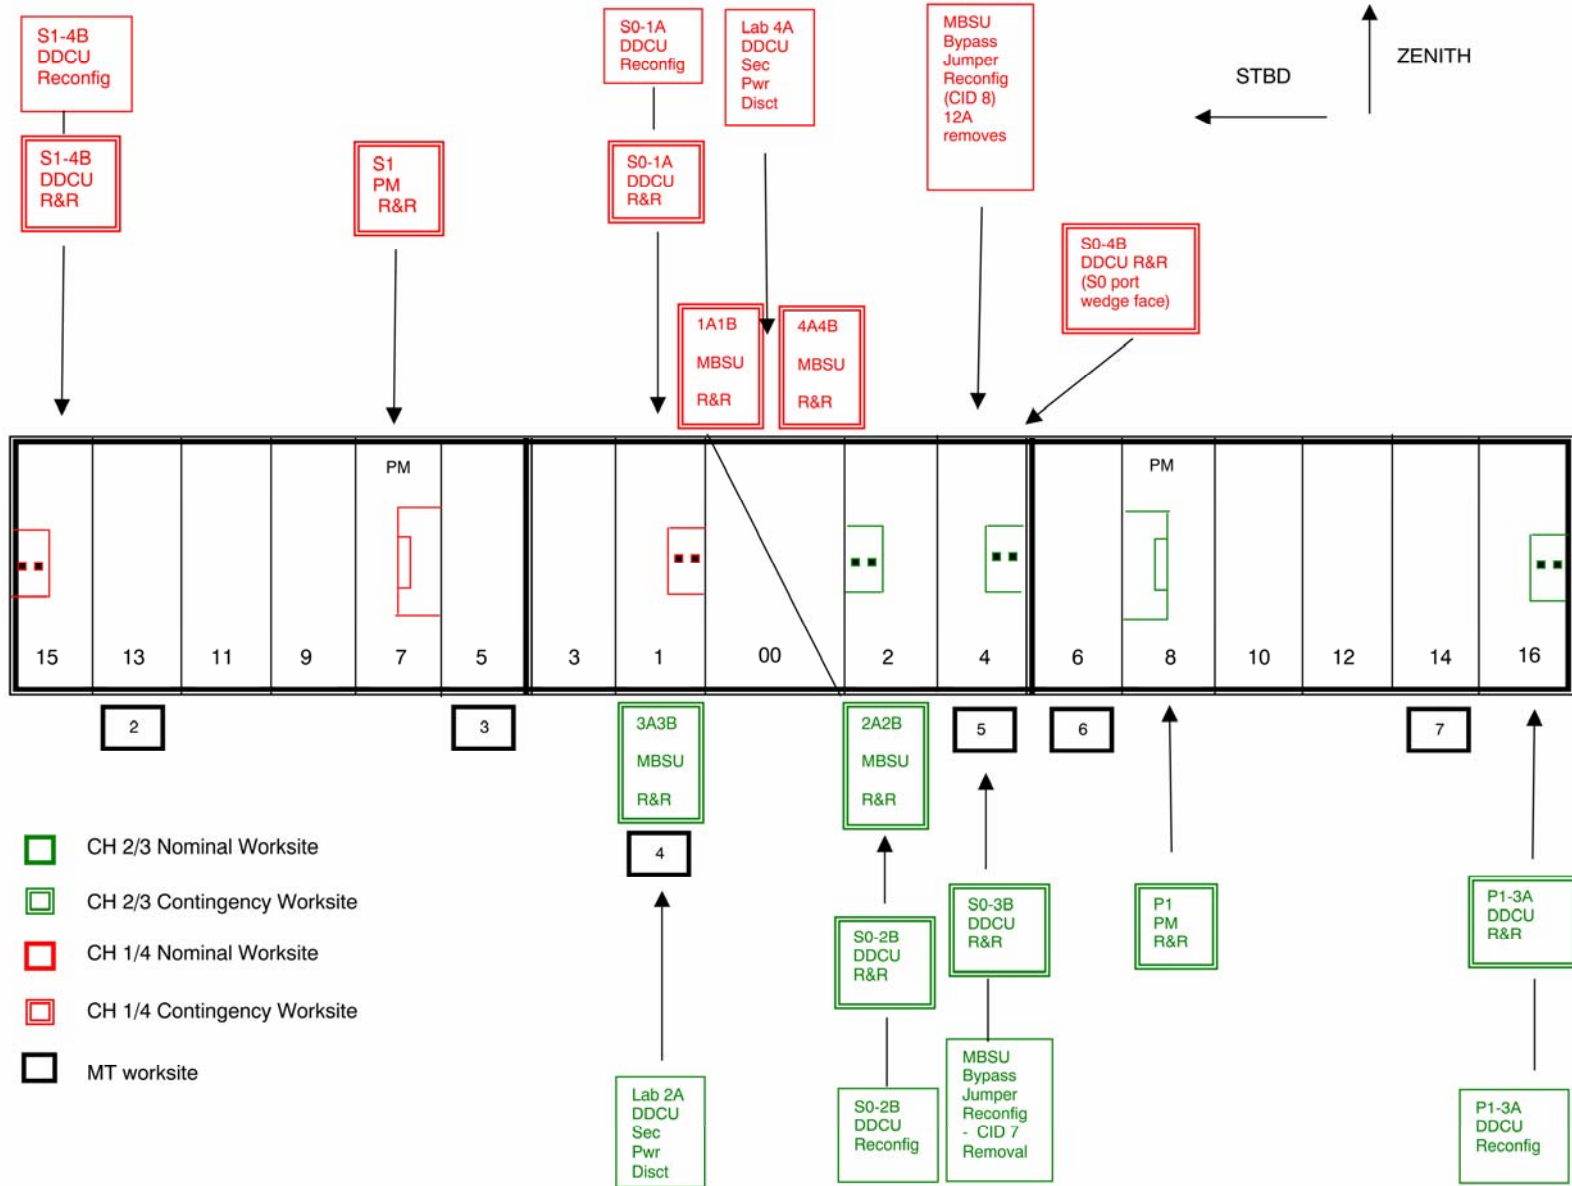 S1-4B
DDCU
Reconfig
S0-1A
DDCU
Reconfig
Lab 4A
DDCU
Sec
Pwr
Disct
MBSU
Bypass
Jumper
Reconfig
(CID 8)
12A
removes
STBD
ZENITH
S1-4B
DDCU
R&R
S1
PM
R&R
S0-1A
DDCU
R&R
S0-4B
DDCU R&R
(S0 port
wedge face)
1A1B
MBSU
R&R
4A4B
MBSU
R&R
PM
PM
15
13
11
9
7
5
3
1
00
2
4
6
8
10
12
14
16
2
3
3A3B
MBSU
R&R
2A2B
MBSU
R&R
5
6
7
4
CH 2/3 Nominal Worksite
CH 2/3 Contingency Worksite
CH 1/4 Nominal Worksite
CH 1/4 Contingency Worksite
MT worksite
S0-2B
DDCU
R&R
S0-3B
DDCU
R&R
P1
PM
R&R
P1-3A
DDCU
R&R
Lab 2A
DDCU
Sec
Pwr
Disct
S0-2B
DDCU
Reconfig
MBSU
Bypass
Jumper
Reconfig
- CID 7
Removal
P1-3A
DDCU
Reconfig